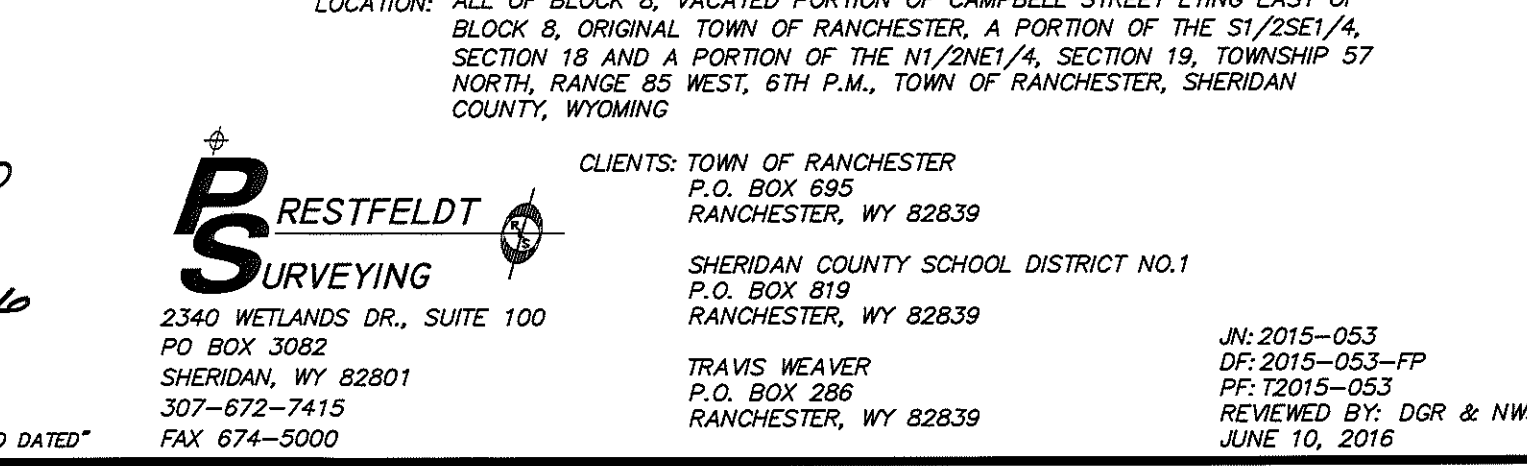 LOCATION: ALL OF BLOCK 8, VACATED PORTION OF CAMPBELL STREET LYING EAST OF
BLOCK 8, ORIGINAL TOWN OF RANCHESTER, A PORTION OF THE S1/2SE1/4,
SECTION 18 AND A PORTION OF THE N1/2NE1/4, SECTION 19, TOWNSHIP 57
NORTH, RANGE 85 WEST, 6TH P.M., TOWN OF RANCHESTER, SHERIDAN
COUNTY, WYOMING
PRESTFELDT
SURVEYING
R
S
2340 WETLANDS DR., SUITE 100
PO BOX 3082
SHERIDAN, WY 82801
307-672-7415
FAX 674-5000
DATED"
CLIENTS: TOWN OF RANCHESTER
P.O. BOX 695
RANCHESTER, WY 82839
SHERIDAN COUNTY SCHOOL DISTRICT NO.1
P.O. BOX 819
RANCHESTER, WY 82839
TRAVIS WEAVER
P.O. BOX 286
RANCHESTER, WY 82839
JN: 2015-053
DF: 2015-053-FP
PF: T2015-053
REVIEWED BY: DGR & NW
JUNE 10, 2016